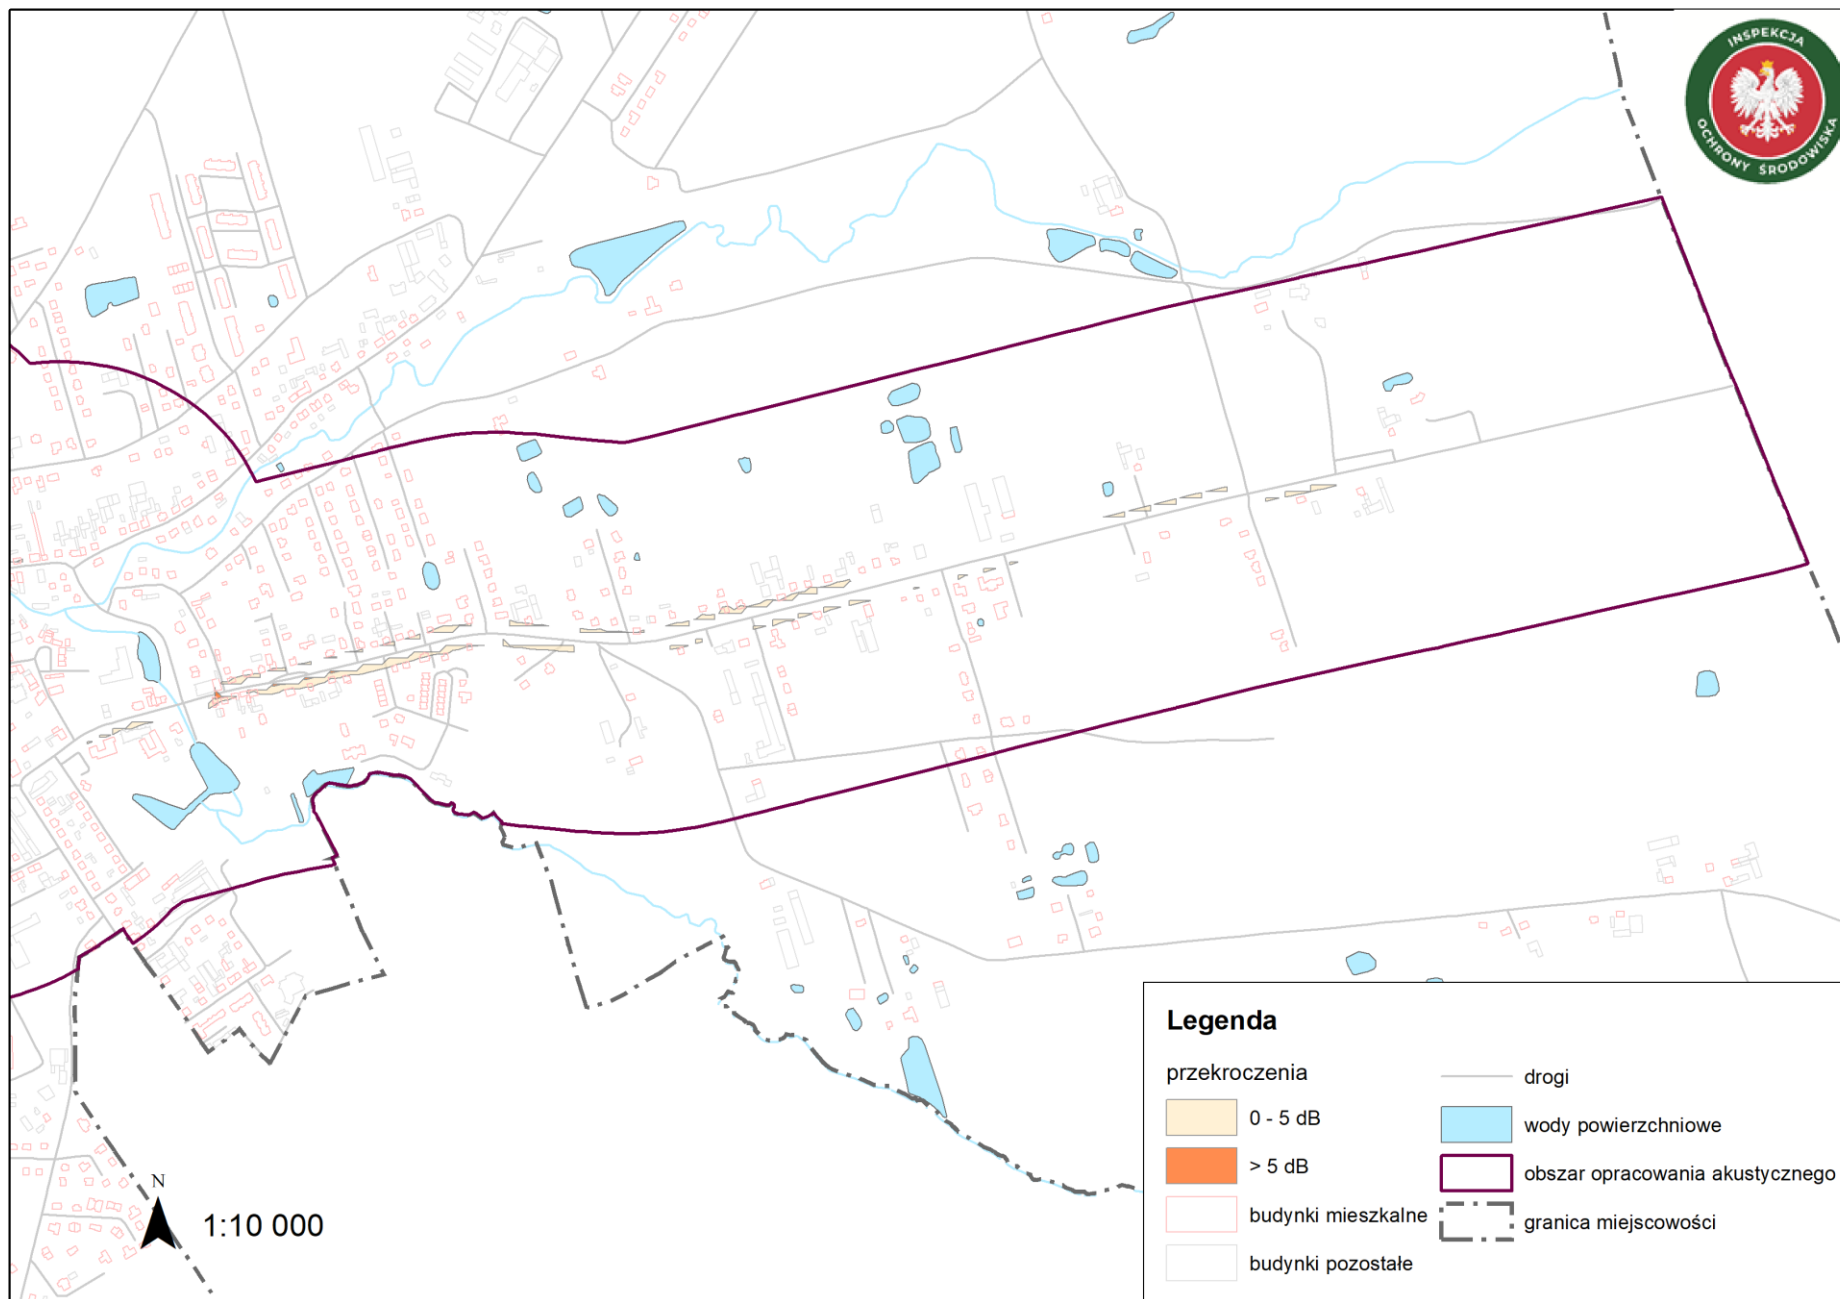 INSPEKCJA
OCHRONY ŚRODOWISKA
Legenda
przekroczenia
0 - 5 dB
> 5 dB
budynki mieszkalne
budynki pozostałe
drogi
wody powierzchniowe
obszar opracowania akustycznego
granica miejscowości
N
1:10 000